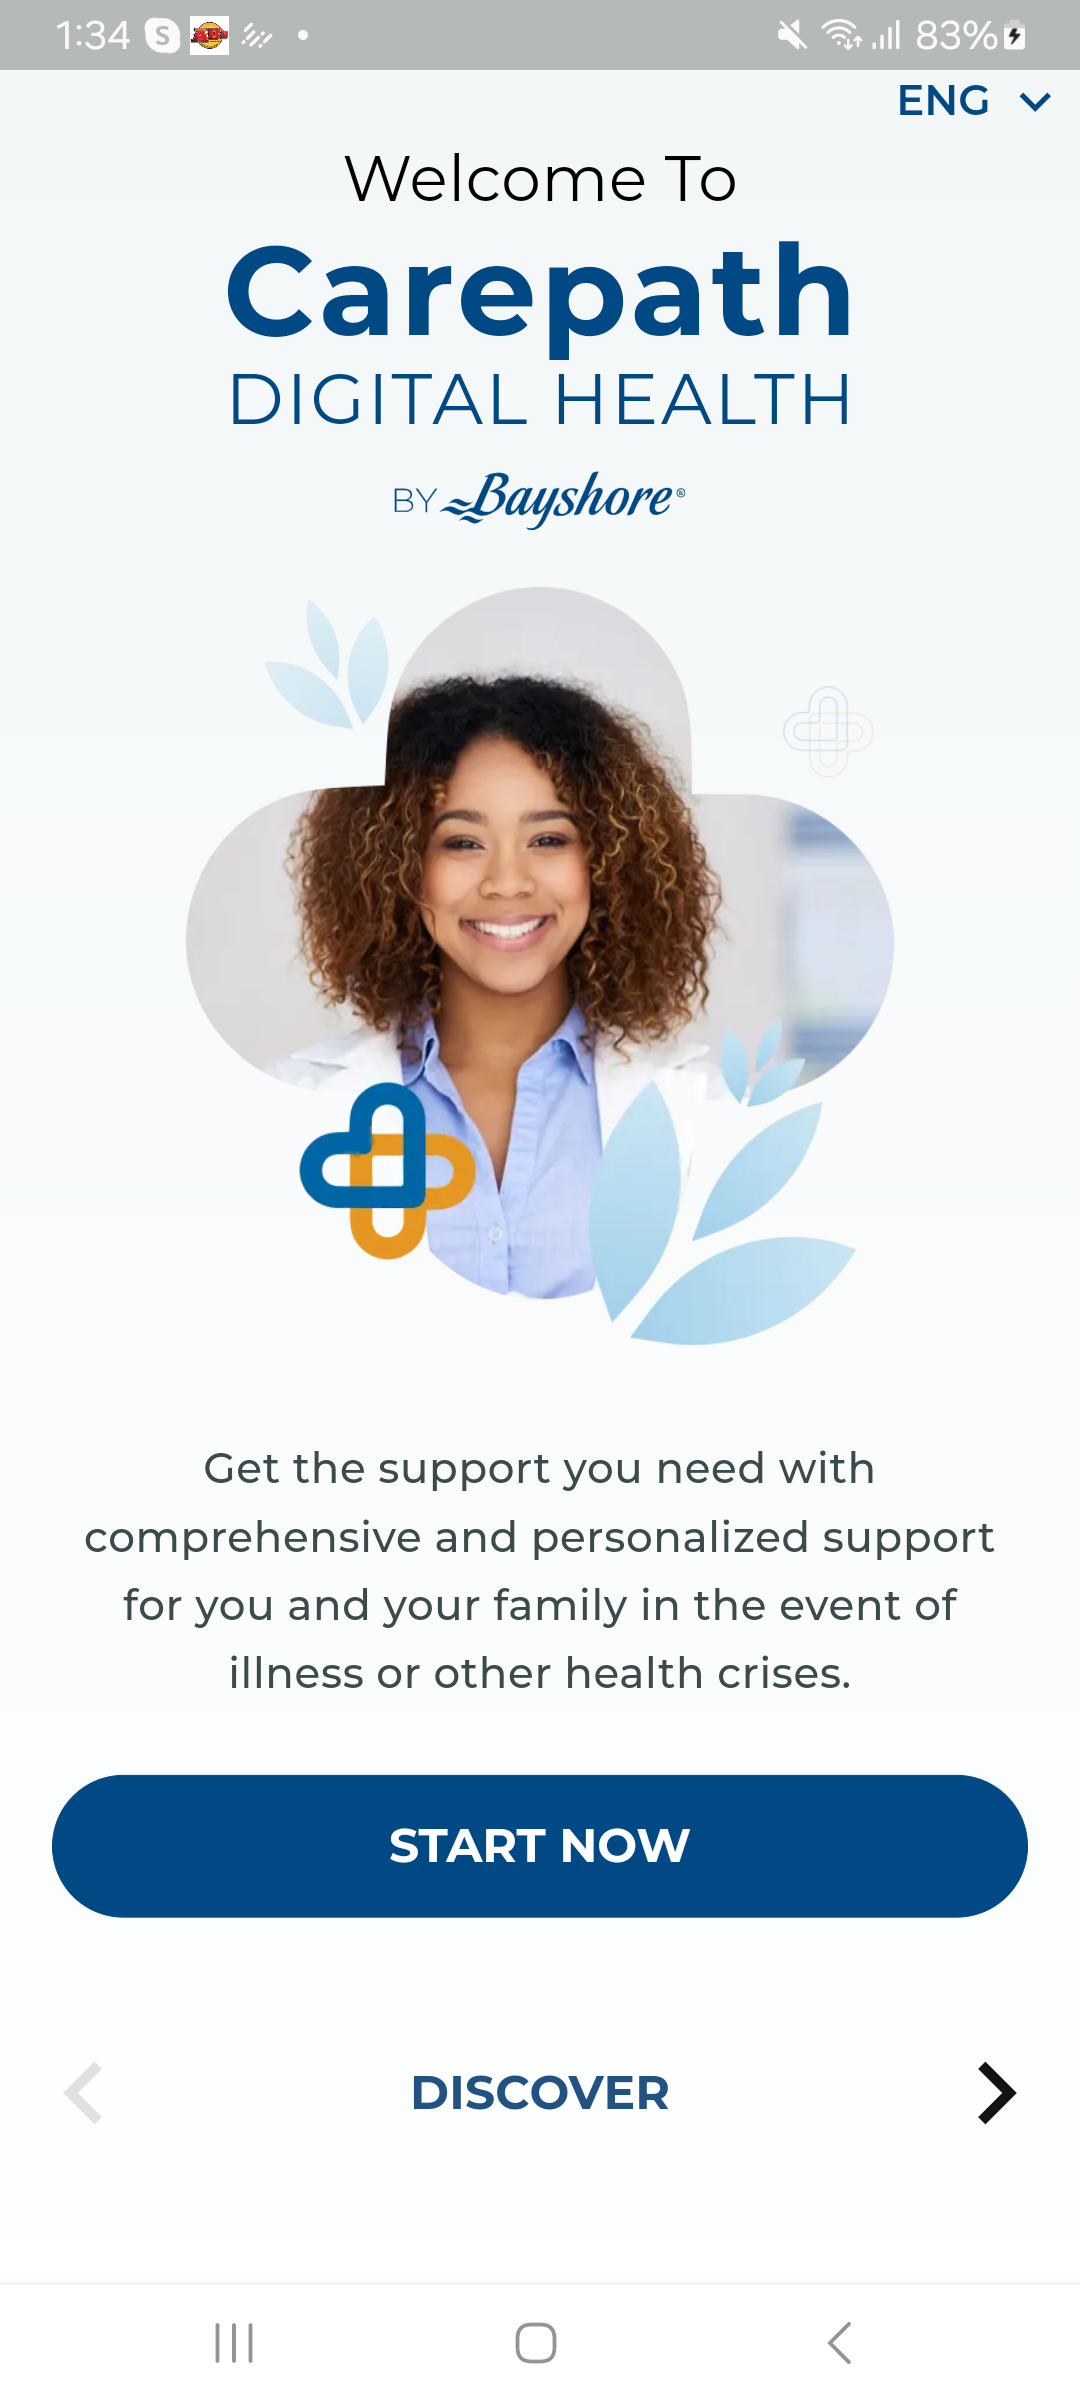 1:34
S
83%
ENG
Welcome To
Carepath
DIGITAL HEALTH
BY Bayshore®
Get the support you need with
comprehensive and personalized support
for you and your family in the event of
illness or other health crises.
START NOW
DISCOVER